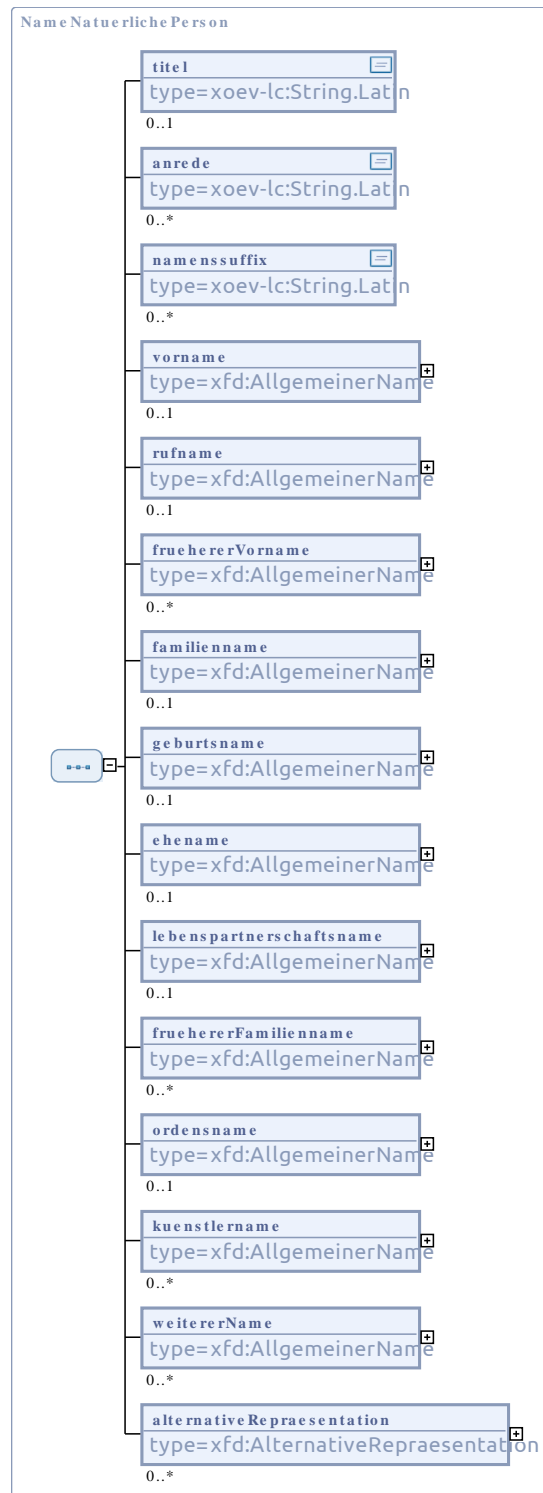 NameNatuerlichePerson
titel
type=xoev-lc:String.Latin
0..1
anrede
type=xoev-lc:String.Latin
0..*
namenssuffix
type=xoev-lc:String.Latin
0..*
vorname
type=xfd:AllgemeinerName
0..1
rufname
type=xfd:AllgemeinerName
0..1
fruehererVorname
type=xfd:AllgemeinerName
0..*
familienname
type=xfd:AllgemeinerName
0..1
geburtsname
type=xfd:AllgemeinerName
0..1
ehename
type=xfd:AllgemeinerName
0..1
lebenspartnerschaftsname
type=xfd:AllgemeinerName
0..1
fruehererFamilienname
type=xfd:AllgemeinerName
0..*
ordensname
type=xfd:AllgemeinerName
0..1
kuenstlername
type=xfd:AllgemeinerName
0..*
weitererName
type=xfd:AllgemeinerName
0..*
alternativeRepraesentation
type=xfd:AlternativeRepraesentation
0..*